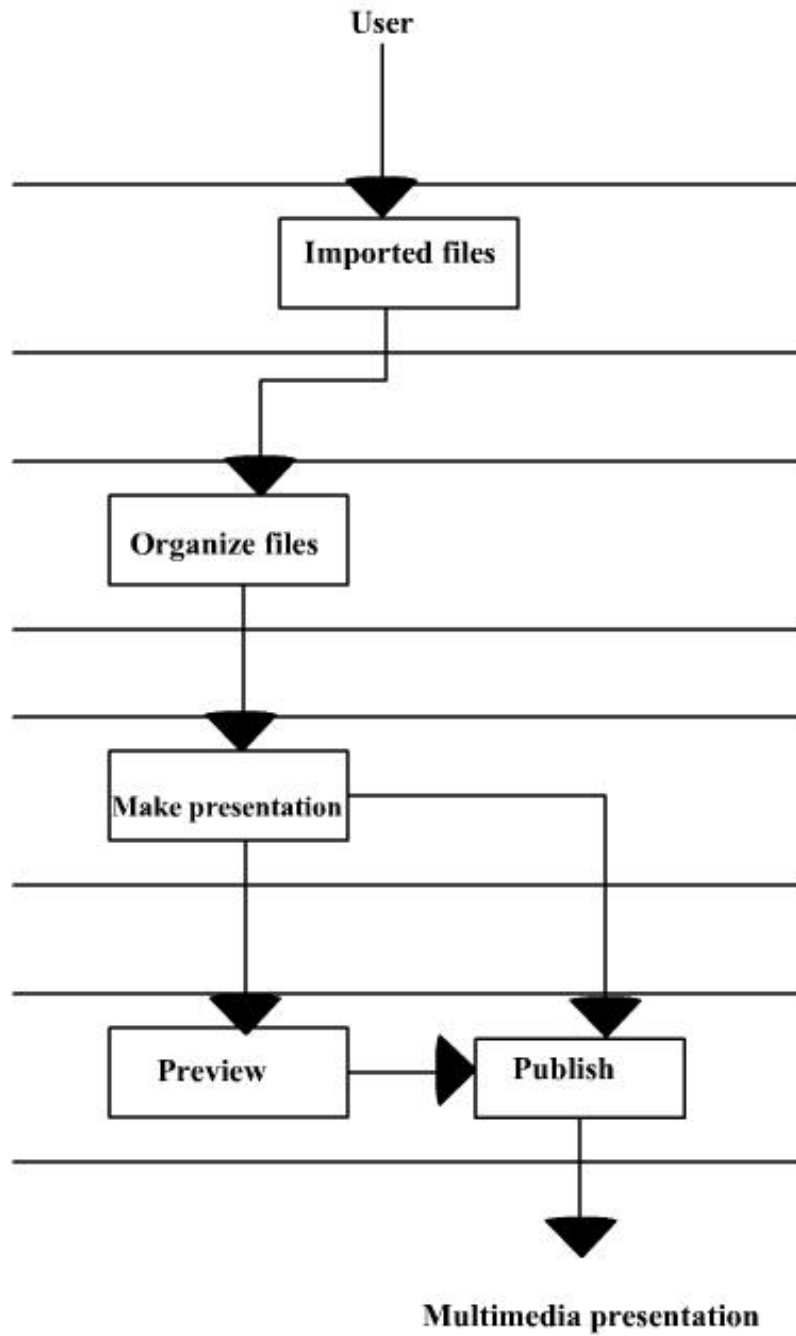 User
Imported files
Organize files
Make presentation
Preview
Publish
Multimedia presentation